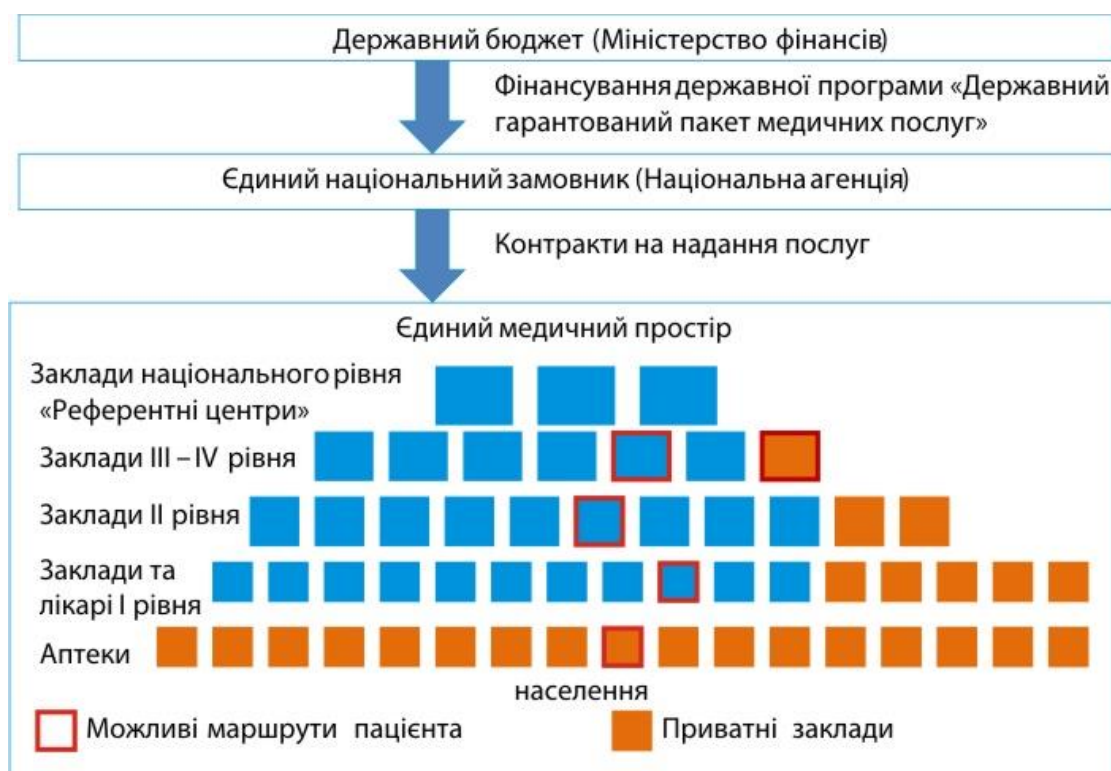 Державний бюджет (Міністерство фінансів)
Фінансування державної програми «Державний
гарантований пакет медичних послуг»
Єдиний національний замовник (Національна агенція)
Контракти на надання послуг
Єдиний медичний простір
Заклади національного рівня
«Референтні центри»
Заклади III – IV рівня
Заклади II рівня
Заклади та
лікарі I рівня
Аптеки
населення
Можливі маршрути пацієнта
Приватні заклади